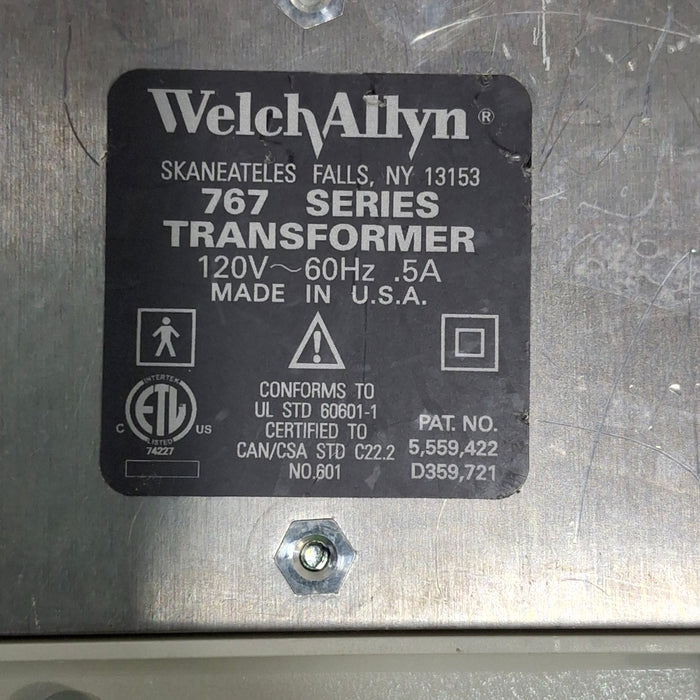 WelchAllyn®
SKANEATELES FALLS, NY 13153
767 SERIES
TRANSFORMER
120V~60Hz .5A
MADE IN U.S.A.
INTERTEK
C ETL US
LISTED
74227
CONFORMS TO
UL STD 60601-1
CERTIFIED TO
CAN/CSA STD C22.2
NO.601
PAT. NO.
5,559,422
D359,721